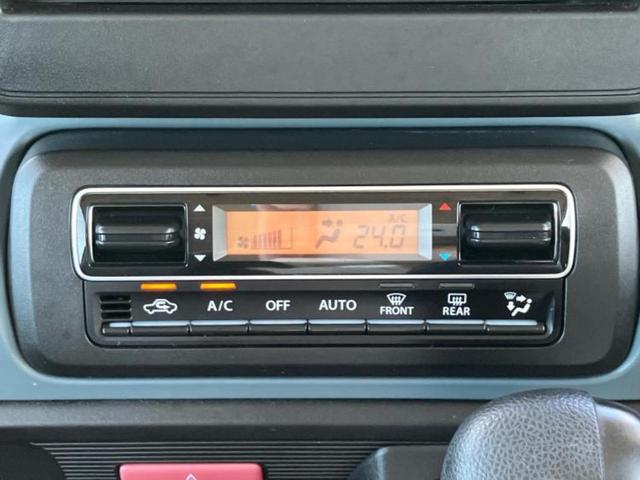 A/C
24.0
A/C OFF AUTO FRONT REAR